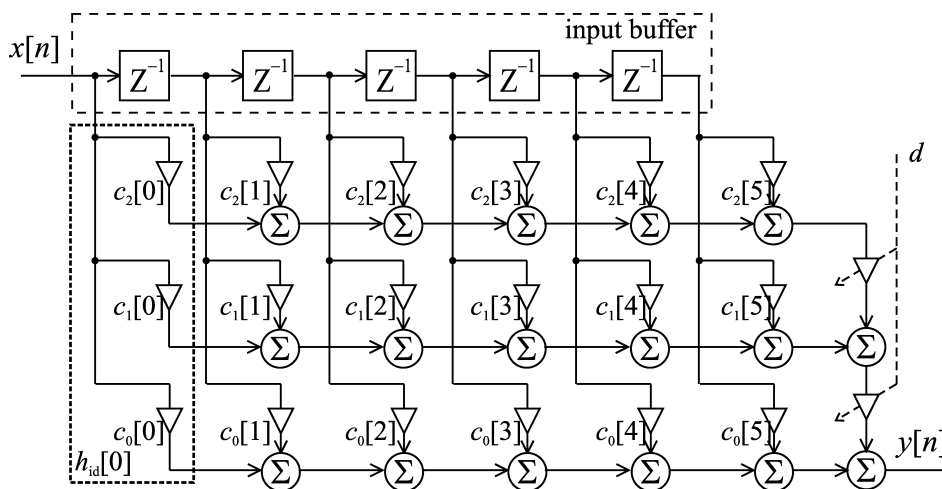 input buffer
x[n]
Z⁻¹ Z⁻¹ Z⁻¹ Z⁻¹ Z⁻¹
d
c₂[0] c₂[1] c₂[2] c₂[3] c₂[4] c₂[5]
Σ Σ Σ Σ Σ
c₁[0] c₁[1] c₁[2] c₁[3] c₁[4] c₁[5]
Σ Σ Σ Σ Σ Σ
c₀[0] c₀[1] c₀[2] c₀[3] c₀[4] c₀[5]
y[n]
h_id[0]
Σ Σ Σ Σ Σ Σ